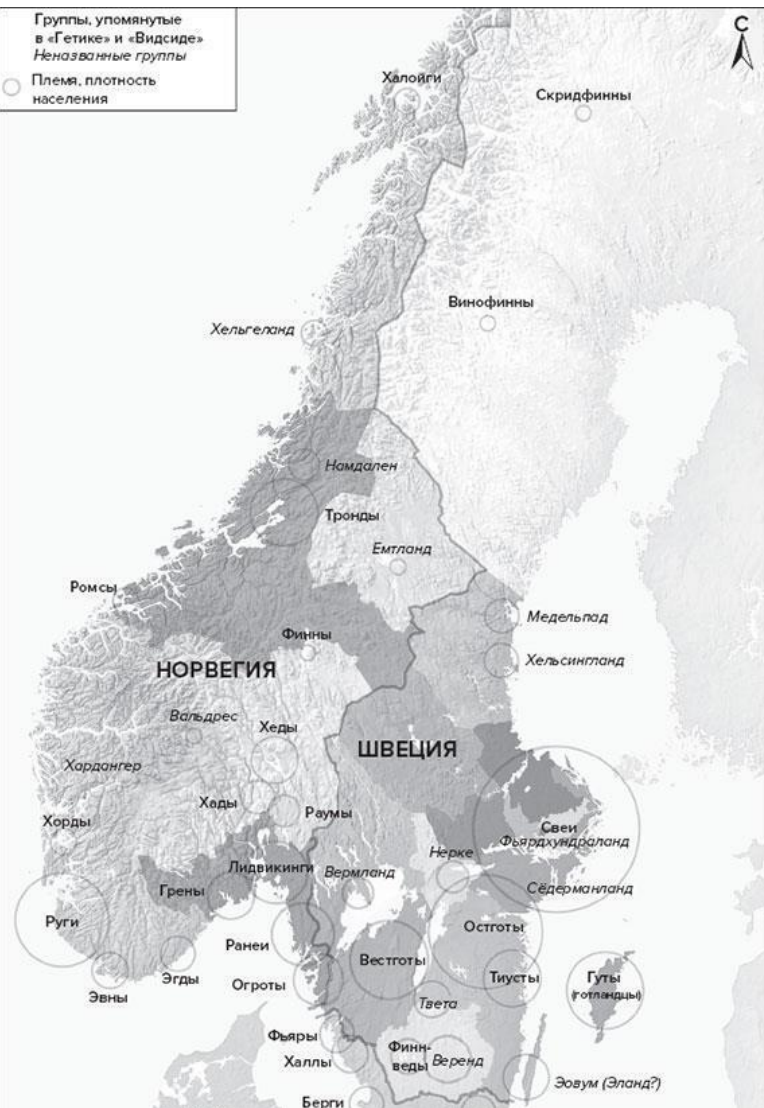 Группы, упомянутые
в «Гетике» и «Видсиде»
Неназванные группы
Племя, плотность
населения
С
Халойги
Скридфинны
Винофинны
Хельгеланд
Намдален
Тронды
Емтланд
Ромсы
Медельпад
Финны
Хельсингланд
НОРВЕГИЯ
Вальдрес
Хеды
ШВЕЦИЯ
Хардангер
Хады
Раумы
Хорды
Свеи
Фьярдхундраланд
Нерке
Лидвикинги
Вермланд
Грены
Сёдерманланд
Руги
Остготы
Ранеи
Вестготы
Эгды
Огроты
Тиусты
Гуты
(готландцы)
Эвны
Твета
Фьяры
Халлы
Финн-
веды
Веренд
Эовум (Эланд?)
Берги